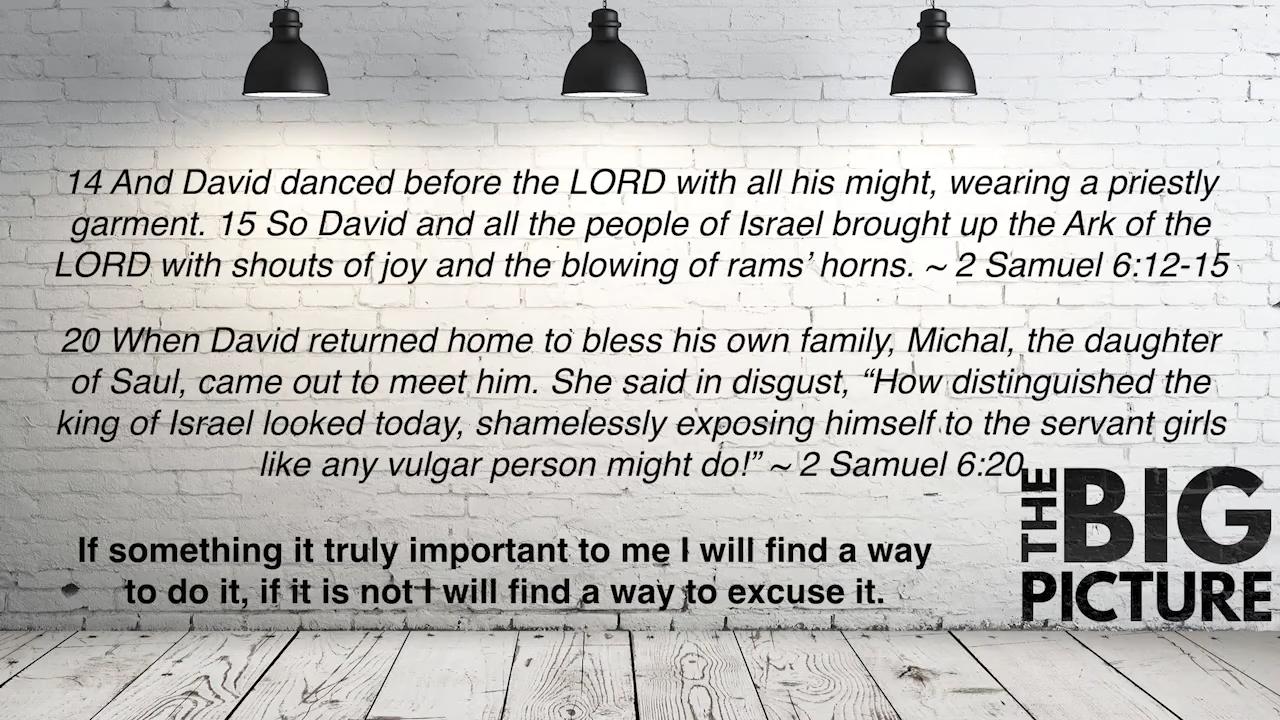 14 And David danced before the LORD with all his might, wearing a priestly
garment. 15 So David and all the people of Israel brought up the Ark of the
LORD with shouts of joy and the blowing of rams’ horns. ~ 2 Samuel 6:12-15
20 When David returned home to bless his own family, Michal, the daughter
of Saul, came out to meet him. She said in disgust, “How distinguished the
king of Israel looked today, shamelessly exposing himself to the servant girls
like any vulgar person might do!” ~ 2 Samuel 6:20
If something it truly important to me I will find a way
to do it, if it is not I will find a way to excuse it.
THE BIG
PICTURE